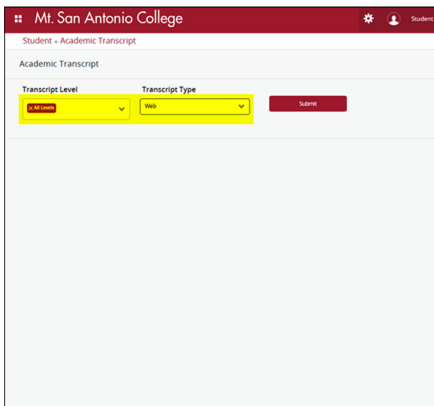 Mt. San Antonio College
Student
Student • Academic Transcript
Academic Transcript
Transcript Level Transcript Type
All Levels Web Submit